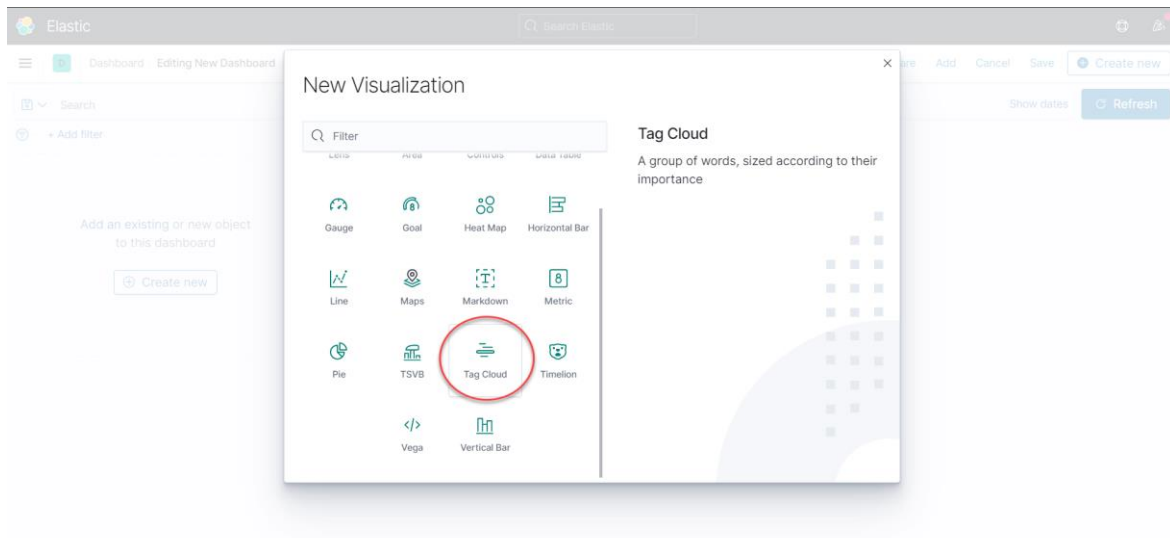 Elastic
Search Elastic
D Dashboard Editing New Dashboard
are Add Cancel Save Create new
Search
Show dates Refresh
+ Add filter
Add an existing or new object
to this dashboard
Create new
New Visualization
Filter
Lens Area Controls Data Table
Gauge Goal Heat Map Horizontal Bar
Line Maps Markdown Metric
Pie TSVB Tag Cloud Timelion
Vega Vertical Bar
Tag Cloud
A group of words, sized according to their
importance